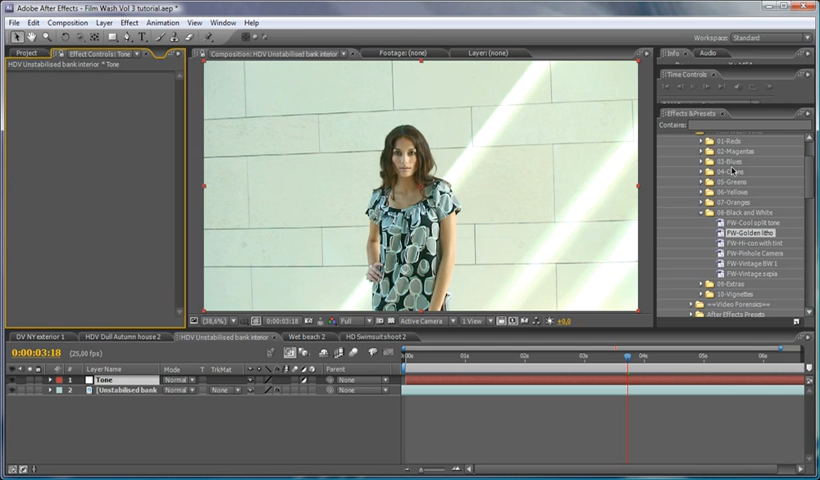 Adobe After Effects - Film Wash Vol 3 tutorial.aep *
File Edit Composition Layer Effect Animation View Window Help
Workspace: Standard
Project Effect Controls: Tone Composition: HDV Unstabilised bank interior Footage: (none) Layer: (none) Info Audio
HDV Unstabilised bank interior * Tone
Time Controls
Effects & Presets
Contains:
01-Reds
02-Magentas
03-Blues
05-Greens
06-Yellows
07-Oranges
08-Black and White
FW-Cool split tone
FW-Golden litho
FW-Hi-con with tint
FW-Pinhole Camera
FW-Vintage BW 1
FW-Vintage sepia
09-Extras
10-Vignettes
==Video Forensics==
After Effects Presets
(38,6%) 0:00:03:18 Full Active Camera 1 View +0,0
DV NY exterior 1 HDV Dull Autumn house 2 HDV Unstabilised bank interior Wet beach 2 HD Swimsuit shoot 2
0:00:03:18 (25,00 fps)
# Layer Name Mode T TrkMat Parent
01s 02s 03s 04s 05s 06s
1 Tone Normal None
2 [Unstabilised bank Normal None None